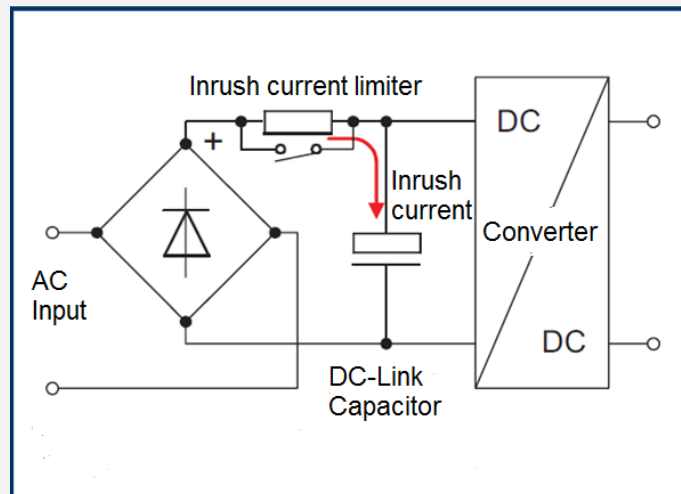 Inrush current limiter
+
DC
Inrush
current
Converter
AC
Input
DC
DC-Link
Capacitor